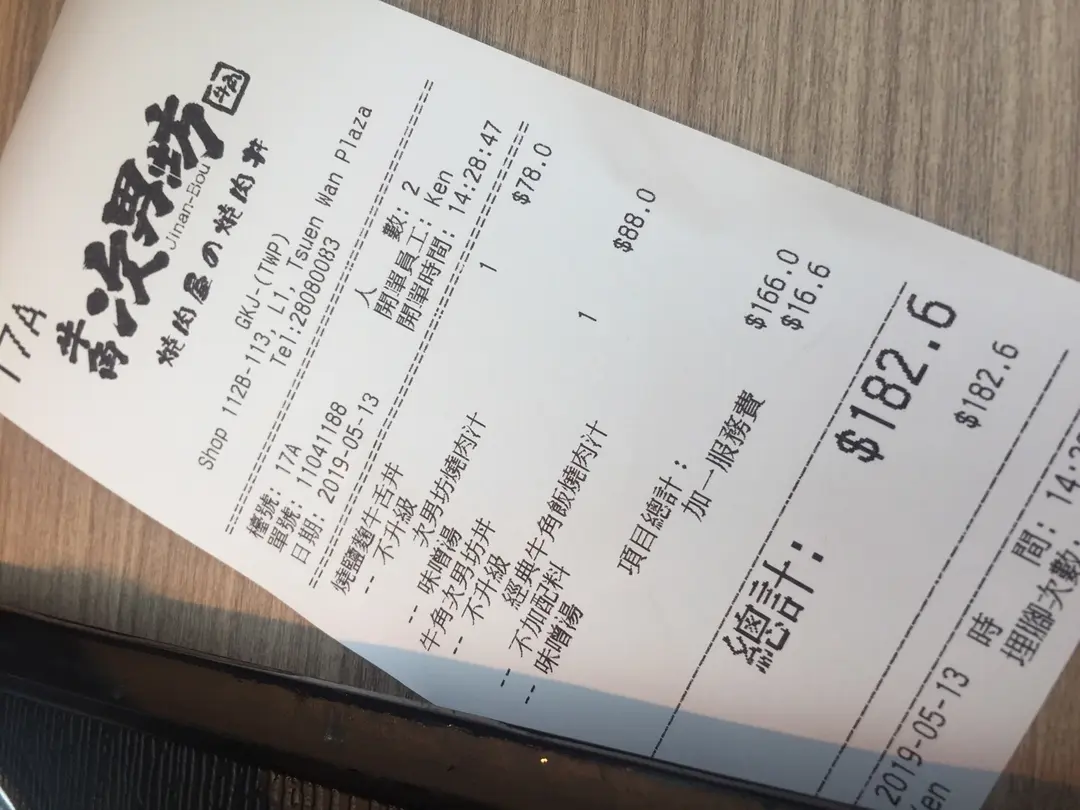 17A
牛角次男坊
牛角
Jinan-Bou
焼肉屋の焼肉丼
GKJ-(TWP)
Shop 112B-113, L1, Tsuen Wan Plaza
Tel:28080083
檯號: 17A 人 數: 2
單號: 11041188 開單員工: Ken
日期: 2019-05-13 開單時間: 14:28:47
燒鹽麴牛舌丼 1 $78.0
-- 不升級
次男坊燒肉汁
-- 味噌湯
牛角次男坊丼 1 $88.0
-- 不升級
經典牛角飯燒肉汁
-- 不加配料
-- 味噌湯
項目總計: $166.0
加一服務費 $16.6
總計: $182.6
$182.6
2019-05-13 時 間: 14:2
Ken 埋腳次數: